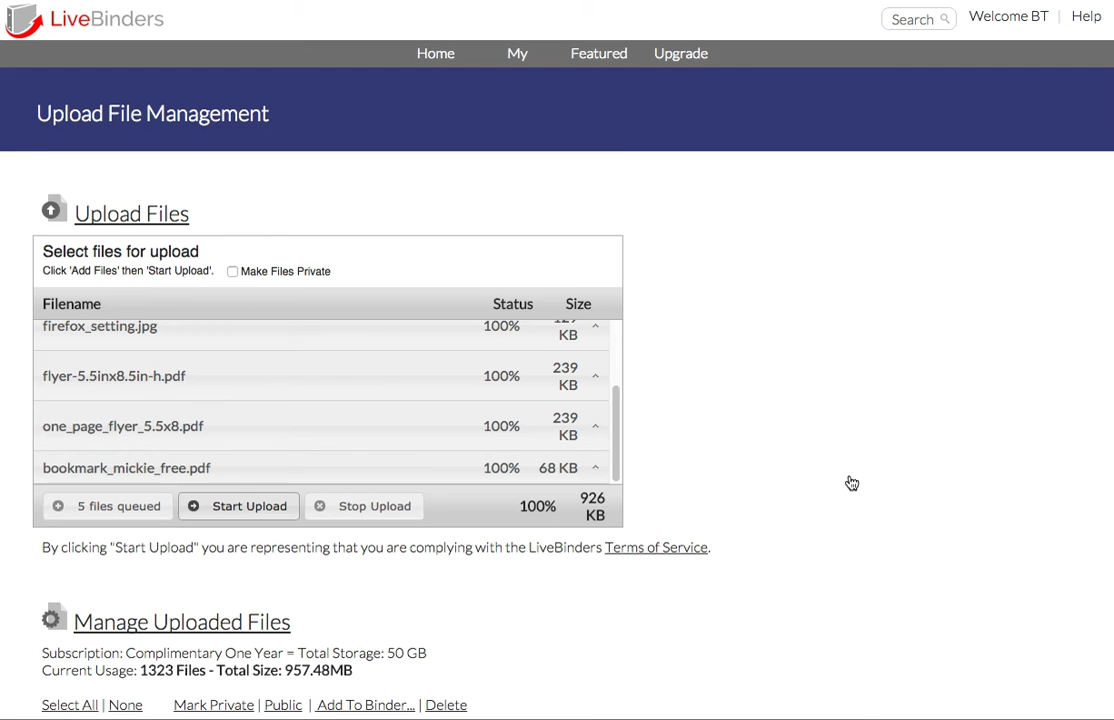 LiveBinders
Search
Welcome BT | Help
Home My Featured Upgrade
Upload File Management
Upload Files
Select files for upload
Click 'Add Files' then 'Start Upload'. Make Files Private
Filename Status Size
firefox_setting.jpg 100% 129 KB
flyer-5.5inx8.5in-h.pdf 100% 239 KB
one_page_flyer_5.5x8.pdf 100% 239 KB
bookmark_mickie_free.pdf 100% 68 KB
5 files queued Start Upload Stop Upload 100% 926 KB
By clicking "Start Upload" you are representing that you are complying with the LiveBinders Terms of Service.
Manage Uploaded Files
Subscription: Complimentary One Year = Total Storage: 50 GB
Current Usage: 1323 Files - Total Size: 957.48MB
Select All | None Mark Private | Public | Add To Binder... | Delete